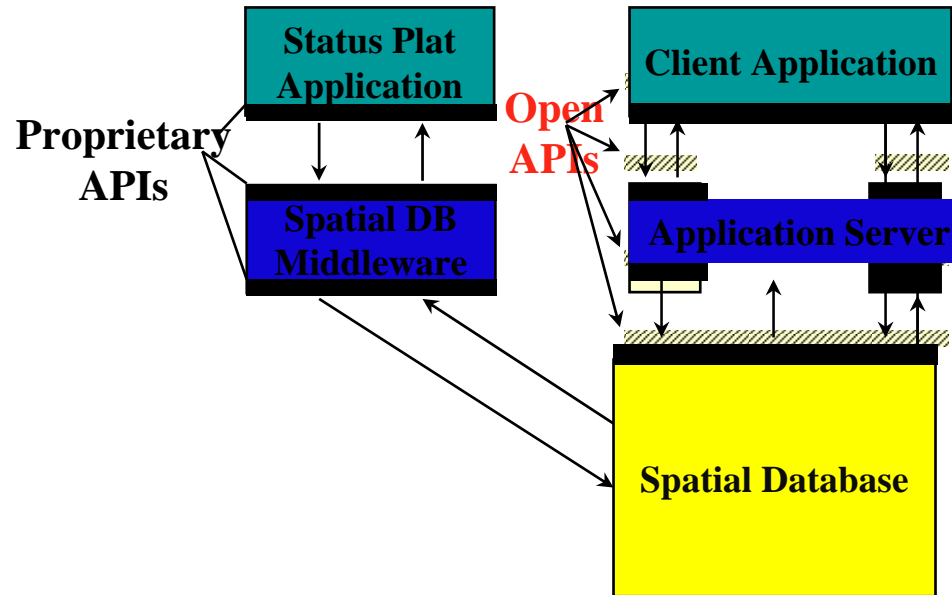 Status Plat
Application
Client Application
Proprietary
APIs
Open
APIs
Spatial DB
Middleware
Application Server
Spatial Database